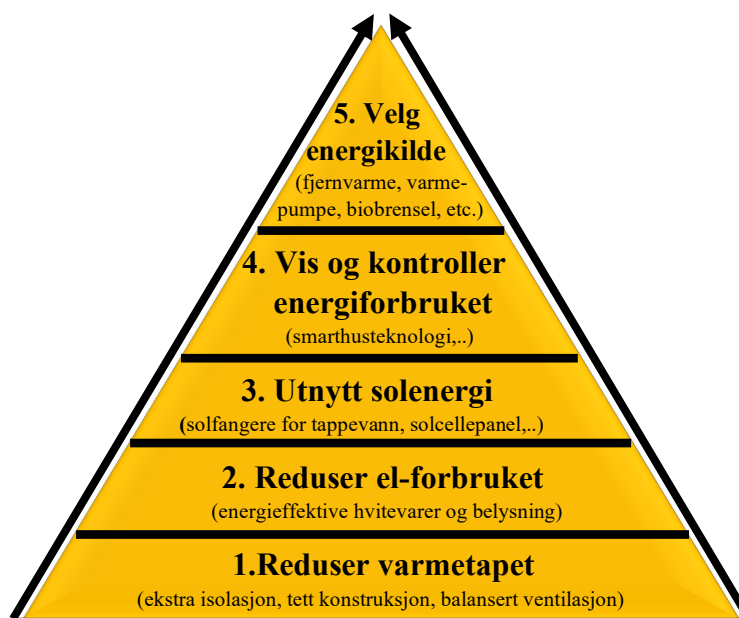 5. Velg
energikilde
(fjernvarme, varme-
pumpe, biobrensel, etc.)
4. Vis og kontroller
energiforbruket
(smarthusteknologi,..)
3. Utnytt solenergi
(solfangere for tappevann, solcellepanel,..)
2. Reduser el-forbruket
(energieffektive hvitevarer og belysning)
1.Reduser varmetapet
(ekstra isolasjon, tett konstruksjon, balansert ventilasjon)